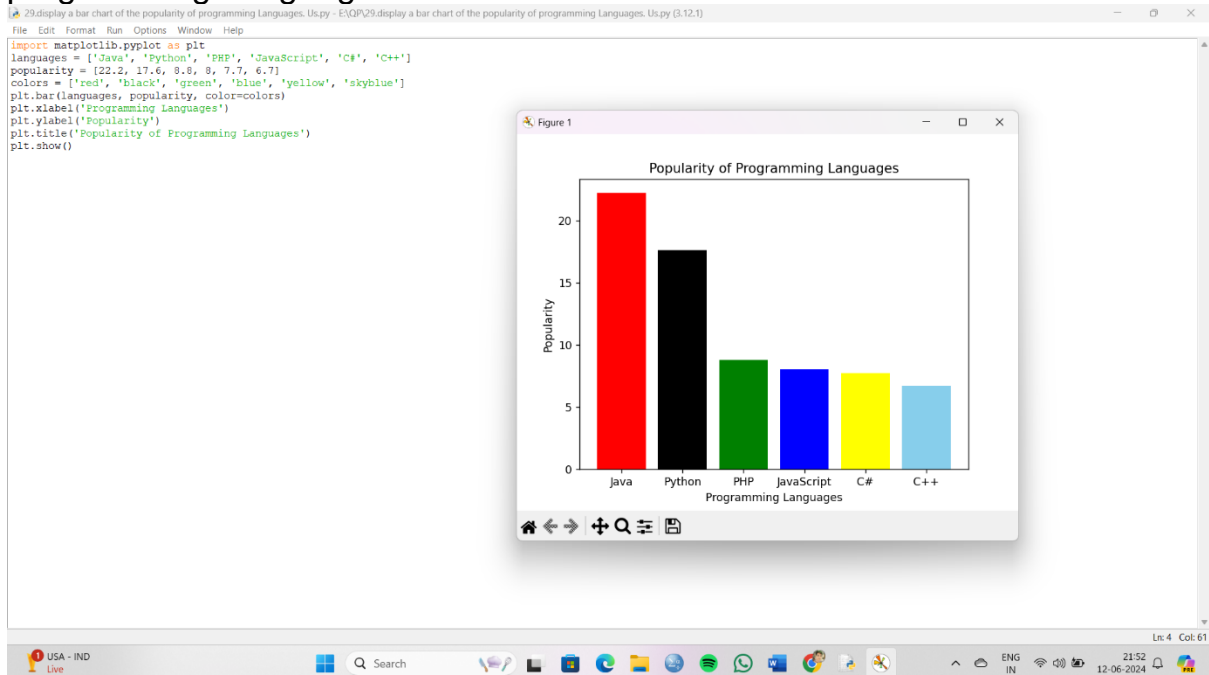 29.display a bar chart of the popularity of programming Languages. Us.py - E:\QP\29.display a bar chart of the popularity of programming Languages. Us.py (3.12.1)
File Edit Format Run Options Window Help
import matplotlib.pyplot as plt
languages = ['Java', 'Python', 'PHP', 'JavaScript', 'C#', 'C++']
popularity = [22.2, 17.6, 8.8, 8, 7.7, 6.7]
colors = ['red', 'black', 'green', 'blue', 'yellow', 'skyblue']
plt.bar(languages, popularity, color=colors)
plt.xlabel('Programming Languages')
plt.ylabel('Popularity')
plt.title('Popularity of Programming Languages')
plt.show()
Figure 1
Popularity of Programming Languages
Popularity
20
15
10
5
0
Java Python PHP JavaScript C# C++
Programming Languages
Ln: 4 Col: 61
1 USA - IND
Live
Search
ENG
IN
21:52
12-06-2024
PRE